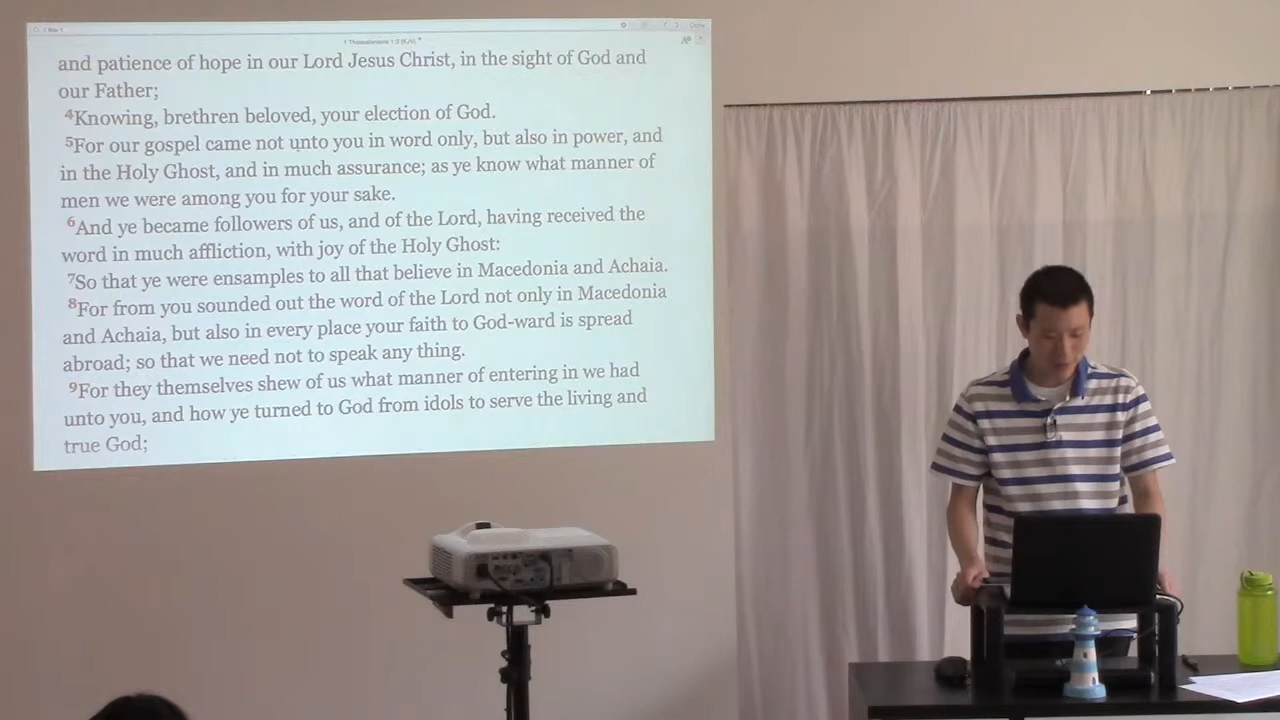 Done
1 Thessalonians 1:3 (KJV)
and patience of hope in our Lord Jesus Christ, in the sight of God and
our Father;
4Knowing, brethren beloved, your election of God.
5For our gospel came not unto you in word only, but also in power, and
in the Holy Ghost, and in much assurance; as ye know what manner of
men we were among you for your sake.
6And ye became followers of us, and of the Lord, having received the
word in much affliction, with joy of the Holy Ghost:
7So that ye were ensamples to all that believe in Macedonia and Achaia.
8For from you sounded out the word of the Lord not only in Macedonia
and Achaia, but also in every place your faith to God-ward is spread
abroad; so that we need not to speak any thing.
9For they themselves shew of us what manner of entering in we had
unto you, and how ye turned to God from idols to serve the living and
true God;